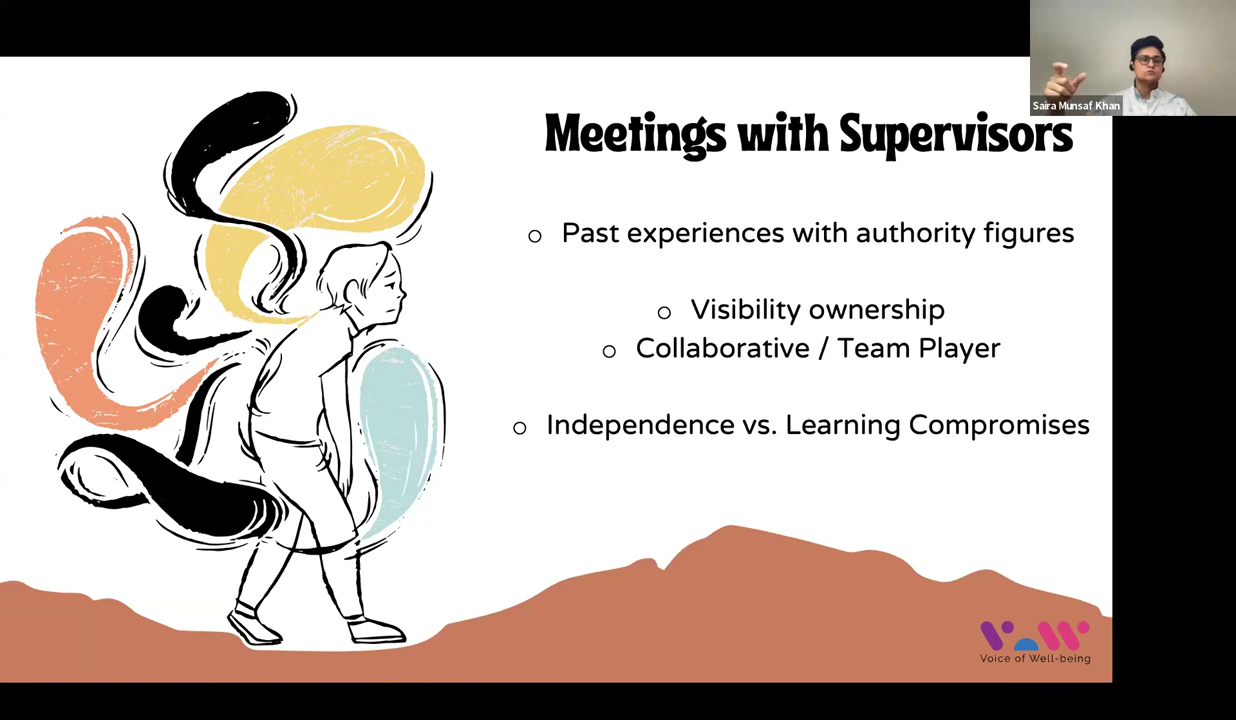 Saira Munsaf Khan
Meetings with Supervisors
Past experiences with authority figures
Visibility ownership
Collaborative / Team Player
Independence vs. Learning Compromises
VOW
Voice of Well-being